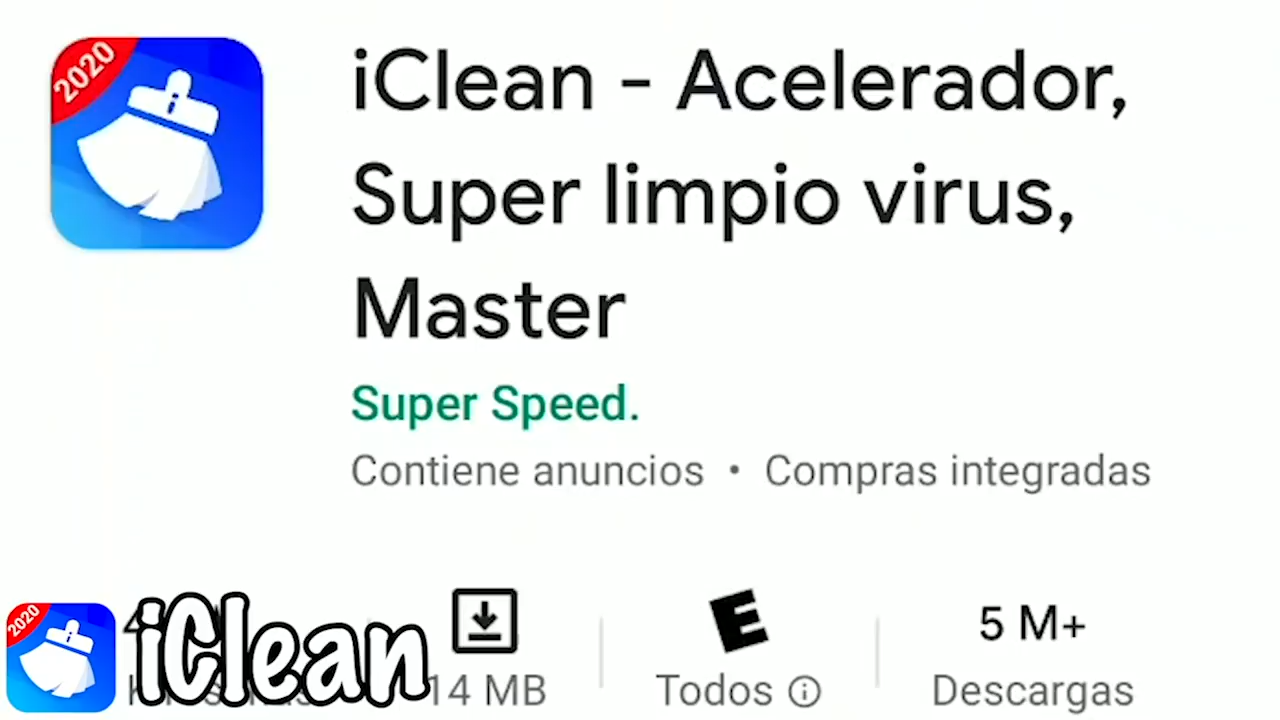 2020
iClean - Acelerador,
Super limpio virus,
Master
Super Speed.
Contiene anuncios • Compras integradas
2020
iClean
E
5 M+
14 MB
Todos
Descargas